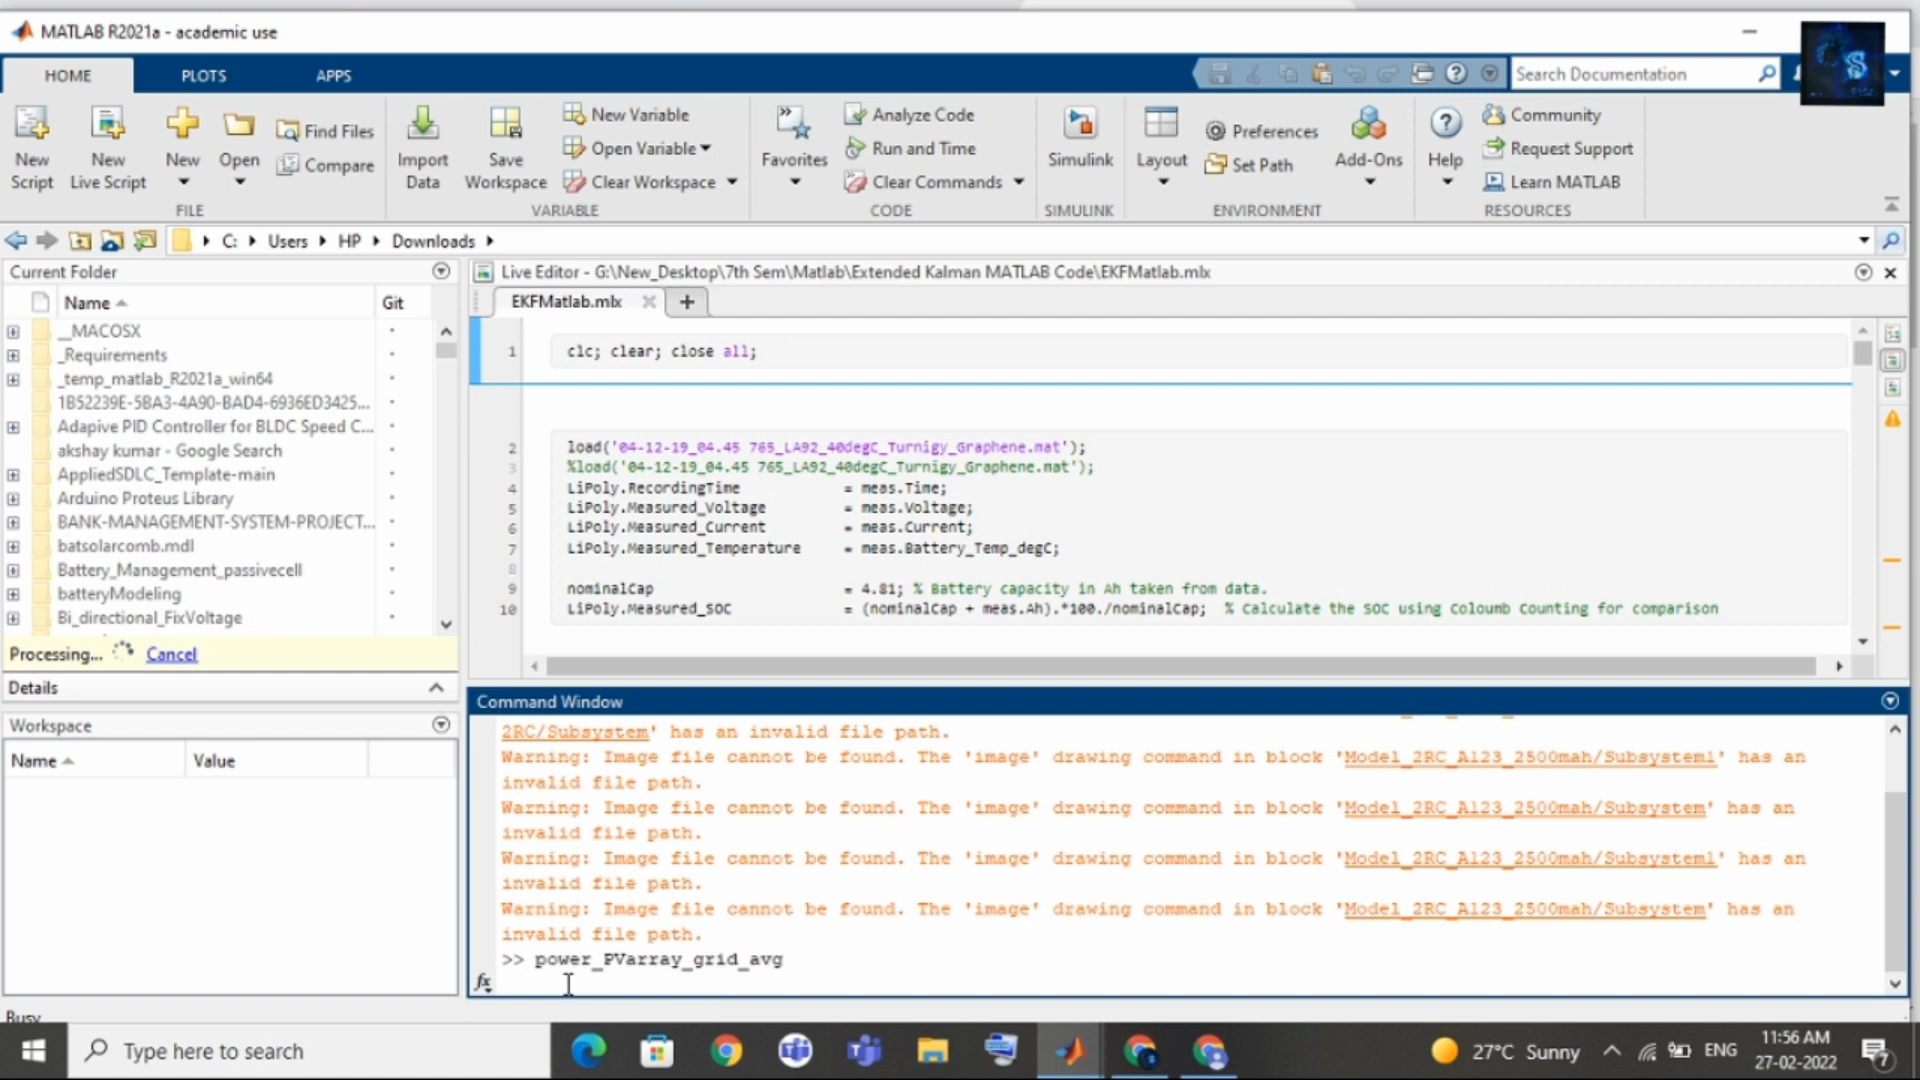 MATLAB R2021a - academic use
HOME PLOTS APPS
Search Documentation
New Script
New Live Script
New
Open
Find Files
Compare
FILE
Import Data
Save Workspace
New Variable
Open Variable
Clear Workspace
VARIABLE
Favorites
Analyze Code
Run and Time
Clear Commands
CODE
Simulink
SIMULINK
Layout
Preferences
Set Path
Add-Ons
ENVIRONMENT
Help
Community
Request Support
Learn MATLAB
RESOURCES
C: Users HP Downloads
Current Folder
Name Git
__MACOSX
_Requirements
_temp_matlab_R2021a_win64
1B52239E-5BA3-4A90-BAD4-6936ED3425...
Adapive PID Controller for BLDC Speed C...
akshay kumar - Google Search
AppliedSDLC_Template-main
Arduino Proteus Library
BANK-MANAGEMENT-SYSTEM-PROJECT...
batsolarcomb.mdl
Battery_Management_passivecell
batteryModeling
Bi_directional_FixVoltage
Processing... Cancel
Details
Workspace
Name Value
Busy
Live Editor - G:\New_Desktop\7th Sem\Matlab\Extended Kalman MATLAB Code\EKFMatlab.mlx
EKFMatlab.mlx
1 clc; clear; close all;
2 load('04-12-19_04.45 765_LA92_40degC_Turnigy_Graphene.mat');
3 %load('04-12-19_04.45 765_LA92_40degC_Turnigy_Graphene.mat');
4 LiPoly.RecordingTime = meas.Time;
5 LiPoly.Measured_Voltage = meas.Voltage;
6 LiPoly.Measured_Current = meas.Current;
7 LiPoly.Measured_Temperature = meas.Battery_Temp_degC;
8
9 nominalCap = 4.81; % Battery capacity in Ah taken from data.
10 LiPoly.Measured_SOC = (nominalCap + meas.Ah).*100./nominalCap; % Calculate the SOC using Coloumb Counting for comparison
Command Window
2RC/Subsystem' has an invalid file path.
Warning: Image file cannot be found. The 'image' drawing command in block 'Model_2RC_A123_2500mah/Subsystem1' has an
invalid file path.
Warning: Image file cannot be found. The 'image' drawing command in block 'Model_2RC_A123_2500mah/Subsystem' has an
invalid file path.
Warning: Image file cannot be found. The 'image' drawing command in block 'Model_2RC_A123_2500mah/Subsystem1' has an
invalid file path.
Warning: Image file cannot be found. The 'image' drawing command in block 'Model_2RC_A123_2500mah/Subsystem' has an
invalid file path.
>> power_PVarray_grid_avg
fx
Type here to search
27°C Sunny
ENG
11:56 AM
27-02-2022
7